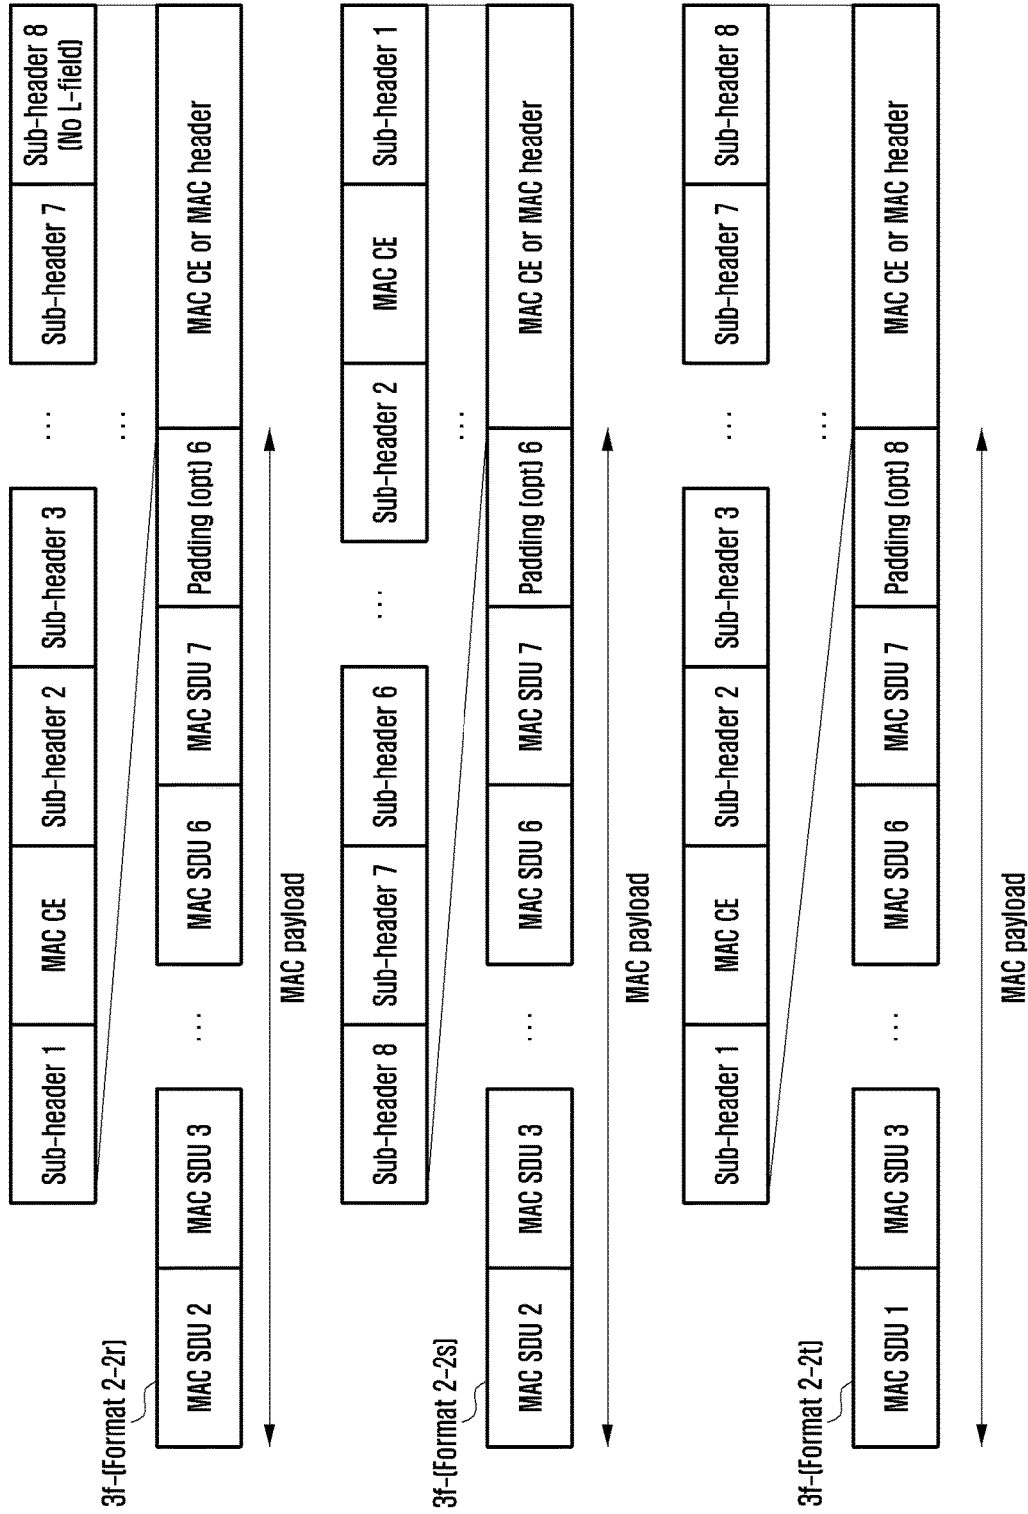 Sub-header 1
MAC CE
Sub-header 2
Sub-header 3
...
Sub-header 7
Sub-header 8
(No L-field)
...
3f-(Format 2-2r)
MAC SDU 2
MAC SDU 3
...
MAC SDU 6
MAC SDU 7
Padding (opt) 6
MAC CE or MAC header
MAC payload
Sub-header 8
Sub-header 7
Sub-header 6
...
Sub-header 2
MAC CE
Sub-header 1
...
3f-(Format 2-2s)
MAC SDU 2
MAC SDU 3
...
MAC SDU 6
MAC SDU 7
Padding (opt) 6
MAC CE or MAC header
MAC payload
Sub-header 1
MAC CE
Sub-header 2
Sub-header 3
...
Sub-header 7
Sub-header 8
...
3f-(Format 2-2t)
MAC SDU 1
MAC SDU 3
...
MAC SDU 6
MAC SDU 7
Padding (opt) 8
MAC CE or MAC header
MAC payload